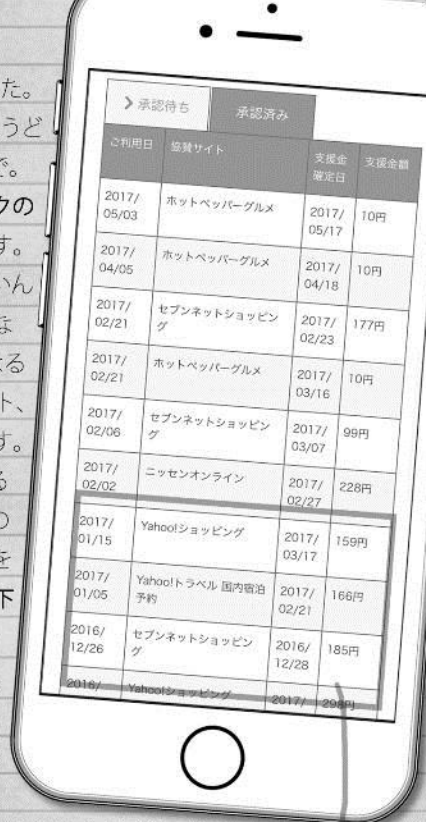 た。
うど
で。
クの
す。
いん
な
える
ト、
す。
る
の
を
下
> 承認待ち 承認済み
ご利用日 協賛サイト 支援金確定日 支援金額
2017/05/03 ホットペッパーグルメ 2017/05/17 10円
2017/04/05 ホットペッパーグルメ 2017/04/18 10円
2017/02/21 セブンネットショッピング 2017/02/23 177円
2017/02/21 ホットペッパーグルメ 2017/03/16 10円
2017/02/06 セブンネットショッピング 2017/03/07 99円
2017/02/02 ニッセンオンライン 2017/02/27 228円
2017/01/15 Yahoo!ショッピング 2017/03/17 159円
2017/01/05 Yahoo!トラベル 国内宿泊予約 2017/02/21 166円
2016/12/26 セブンネットショッピング 2016/12/28 185円
2016/ Yahoo!ショッピング 2017/ 298円